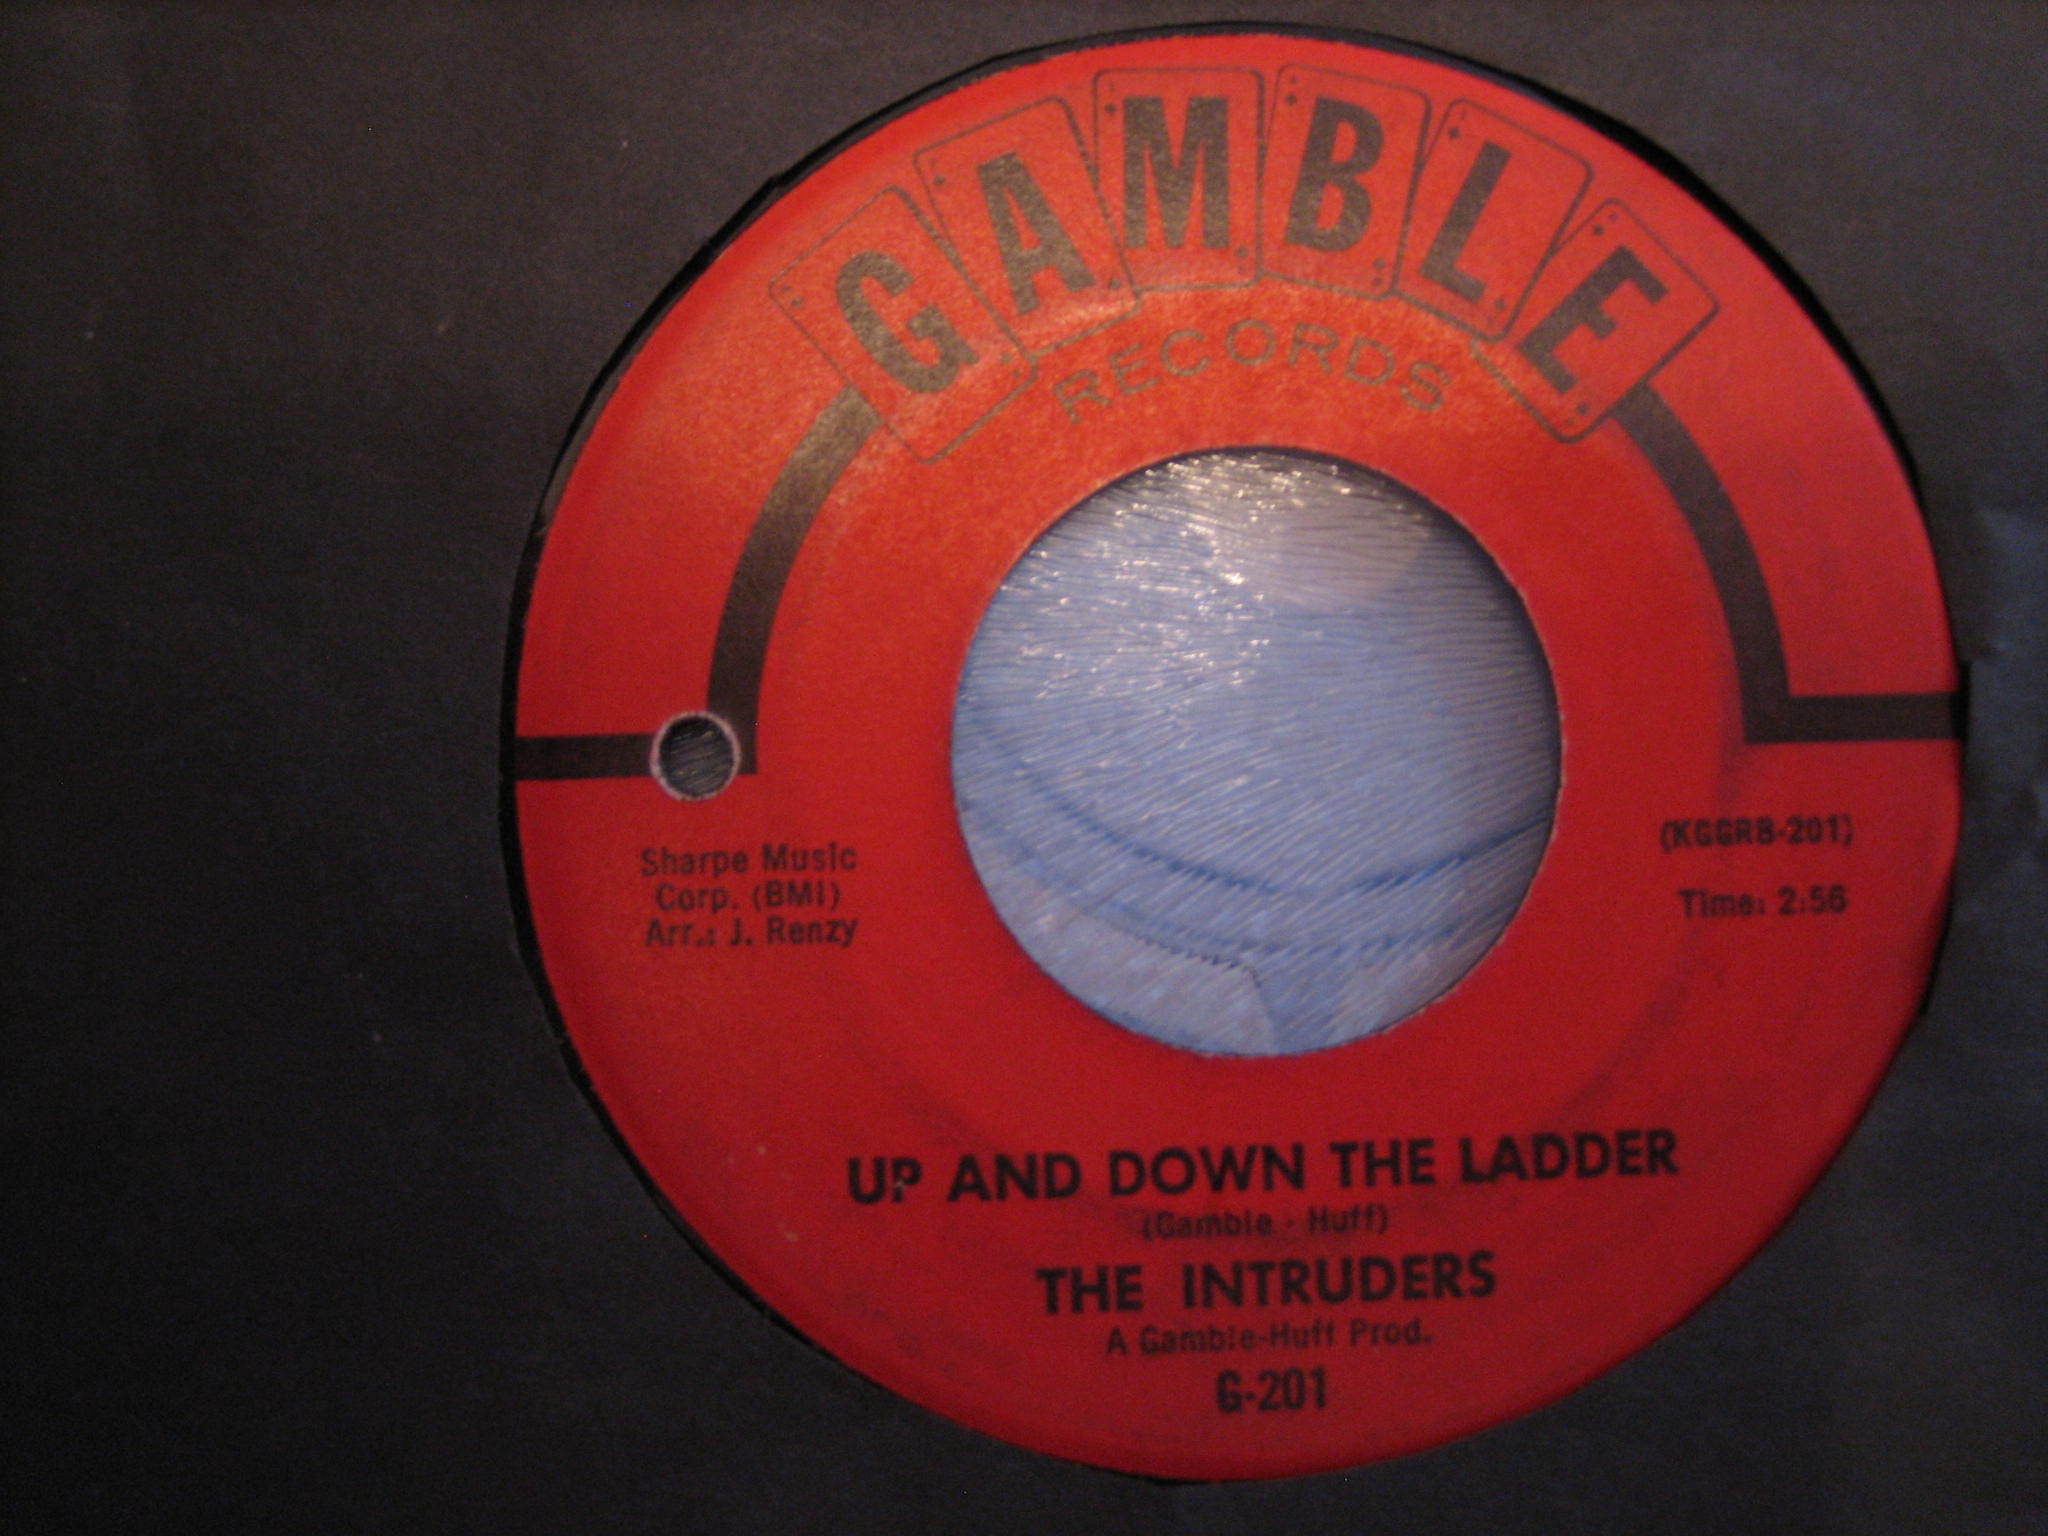 GAMBLE
RECORDS
Sharpe Music
Corp. (BMI)
Arr.: J. Renzy
(KGGRB-201)
Time: 2:56
UP AND DOWN THE LADDER
(Gamble - Huff)
THE INTRUDERS
A Gamble-Huff Prod.
G-201